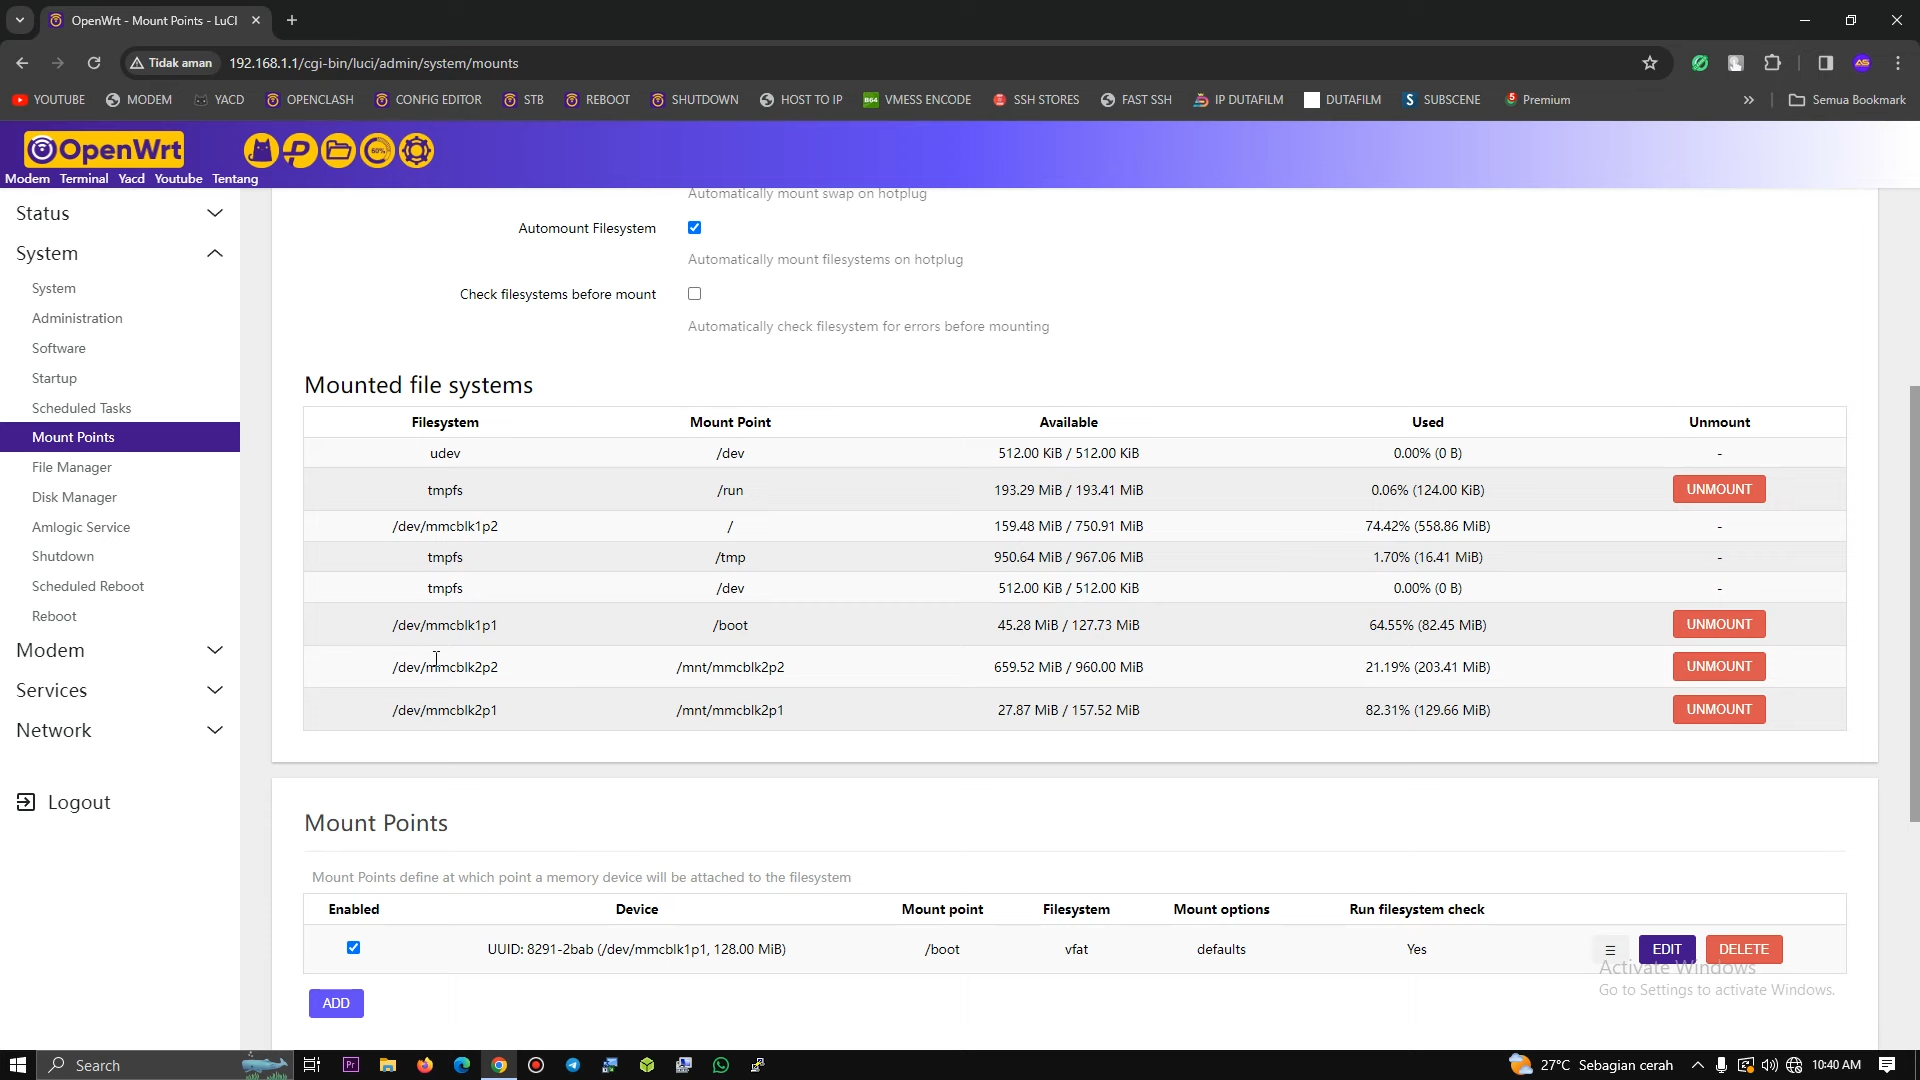 OpenWrt - Mount Points - LuCI
Tidak aman
192.168.1.1/cgi-bin/luci/admin/system/mounts
AS
YOUTUBE
MODEM
YACD
OPENCLASH
CONFIG EDITOR
STB
REBOOT
SHUTDOWN
HOST TO IP
B64
VMESS ENCODE
SSH STORES
FAST SSH
IP DUTAFILM
DUTAFILM
S SUBSCENE
5 Premium
Semua Bookmark
OpenWrt
60%
Modem Terminal Yacd Youtube Tentang
Status
System
System
Administration
Software
Startup
Scheduled Tasks
Mount Points
File Manager
Disk Manager
Amlogic Service
Shutdown
Scheduled Reboot
Reboot
Modem
Services
Network
Logout
Automatically mount swap on hotplug
Automount Filesystem
Automatically mount filesystems on hotplug
Check filesystems before mount
Automatically check filesystem for errors before mounting
Mounted file systems
Filesystem Mount Point Available Used Unmount
udev /dev 512.00 KiB / 512.00 KiB 0.00% (0 B) -
tmpfs /run 193.29 MiB / 193.41 MiB 0.06% (124.00 KiB) UNMOUNT
/dev/mmcblk1p2 / 159.48 MiB / 750.91 MiB 74.42% (558.86 MiB) -
tmpfs /tmp 950.64 MiB / 967.06 MiB 1.70% (16.41 MiB) -
tmpfs /dev 512.00 KiB / 512.00 KiB 0.00% (0 B) -
/dev/mmcblk1p1 /boot 45.28 MiB / 127.73 MiB 64.55% (82.45 MiB) UNMOUNT
/dev/mmcblk2p2 /mnt/mmcblk2p2 659.52 MiB / 960.00 MiB 21.19% (203.41 MiB) UNMOUNT
/dev/mmcblk2p1 /mnt/mmcblk2p1 27.87 MiB / 157.52 MiB 82.31% (129.66 MiB) UNMOUNT
Mount Points
Mount Points define at which point a memory device will be attached to the filesystem
Enabled Device Mount point Filesystem Mount options Run filesystem check
UUID: 8291-2bab (/dev/mmcblk1p1, 128.00 MiB) /boot vfat defaults Yes EDIT DELETE
ADD
Activate Windows
Go to Settings to activate Windows.
Search
Pr
27°C Sebagian cerah
10:40 AM